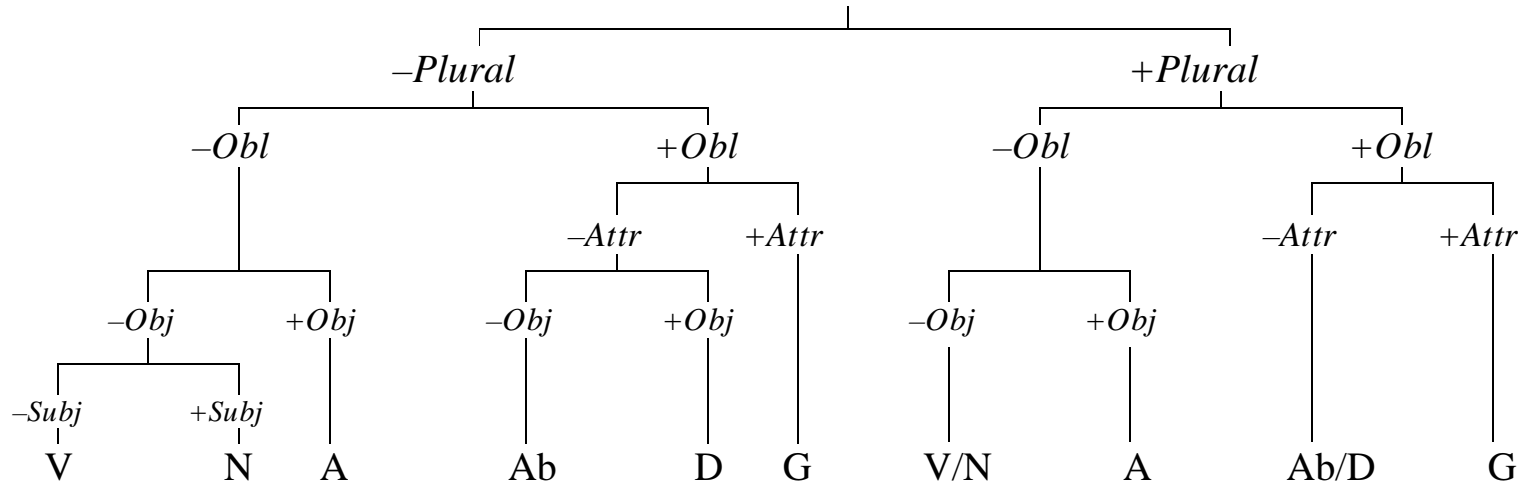 –Plural +Plural
–Obl +Obl –Obl +Obl
–Attr +Attr –Attr +Attr
–Obj +Obj –Obj +Obj –Obj +Obj
–Subj +Subj
V N A Ab D G V/N A Ab/D G